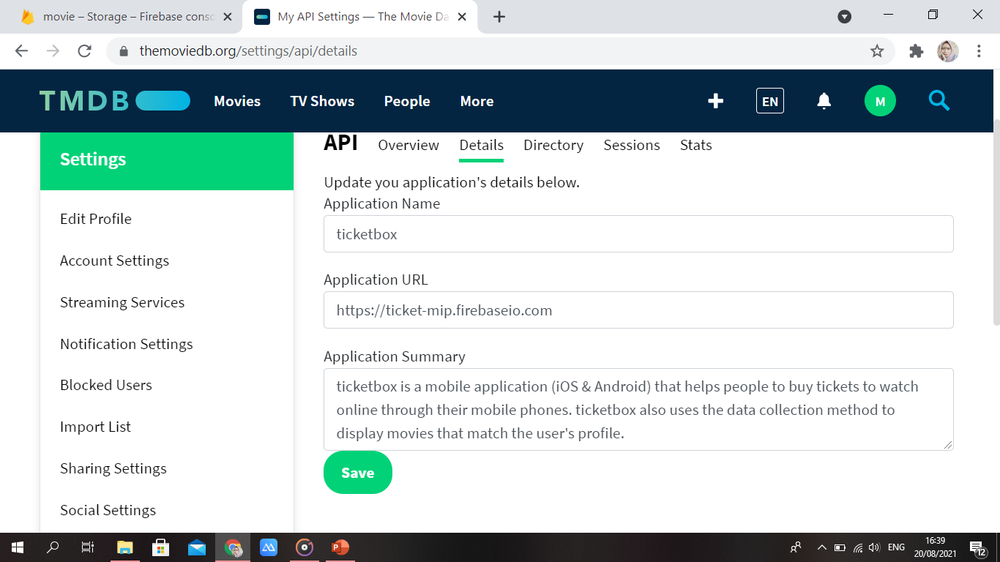 movie – Storage – Firebase conso
My API Settings — The Movie Da
themoviedb.org/settings/api/details
TMDB
Movies
TV Shows
People
More
EN
M
Settings
Edit Profile
Account Settings
Streaming Services
Notification Settings
Blocked Users
Import List
Sharing Settings
Social Settings
API
Overview
Details
Directory
Sessions
Stats
Update you application's details below.
Application Name
ticketbox
Application URL
https://ticket-mip.firebaseio.com
Application Summary
ticketbox is a mobile application (iOS & Android) that helps people to buy tickets to watch
online through their mobile phones. ticketbox also uses the data collection method to
display movies that match the user's profile.
Save
ENG
16:39
20/08/2021
12